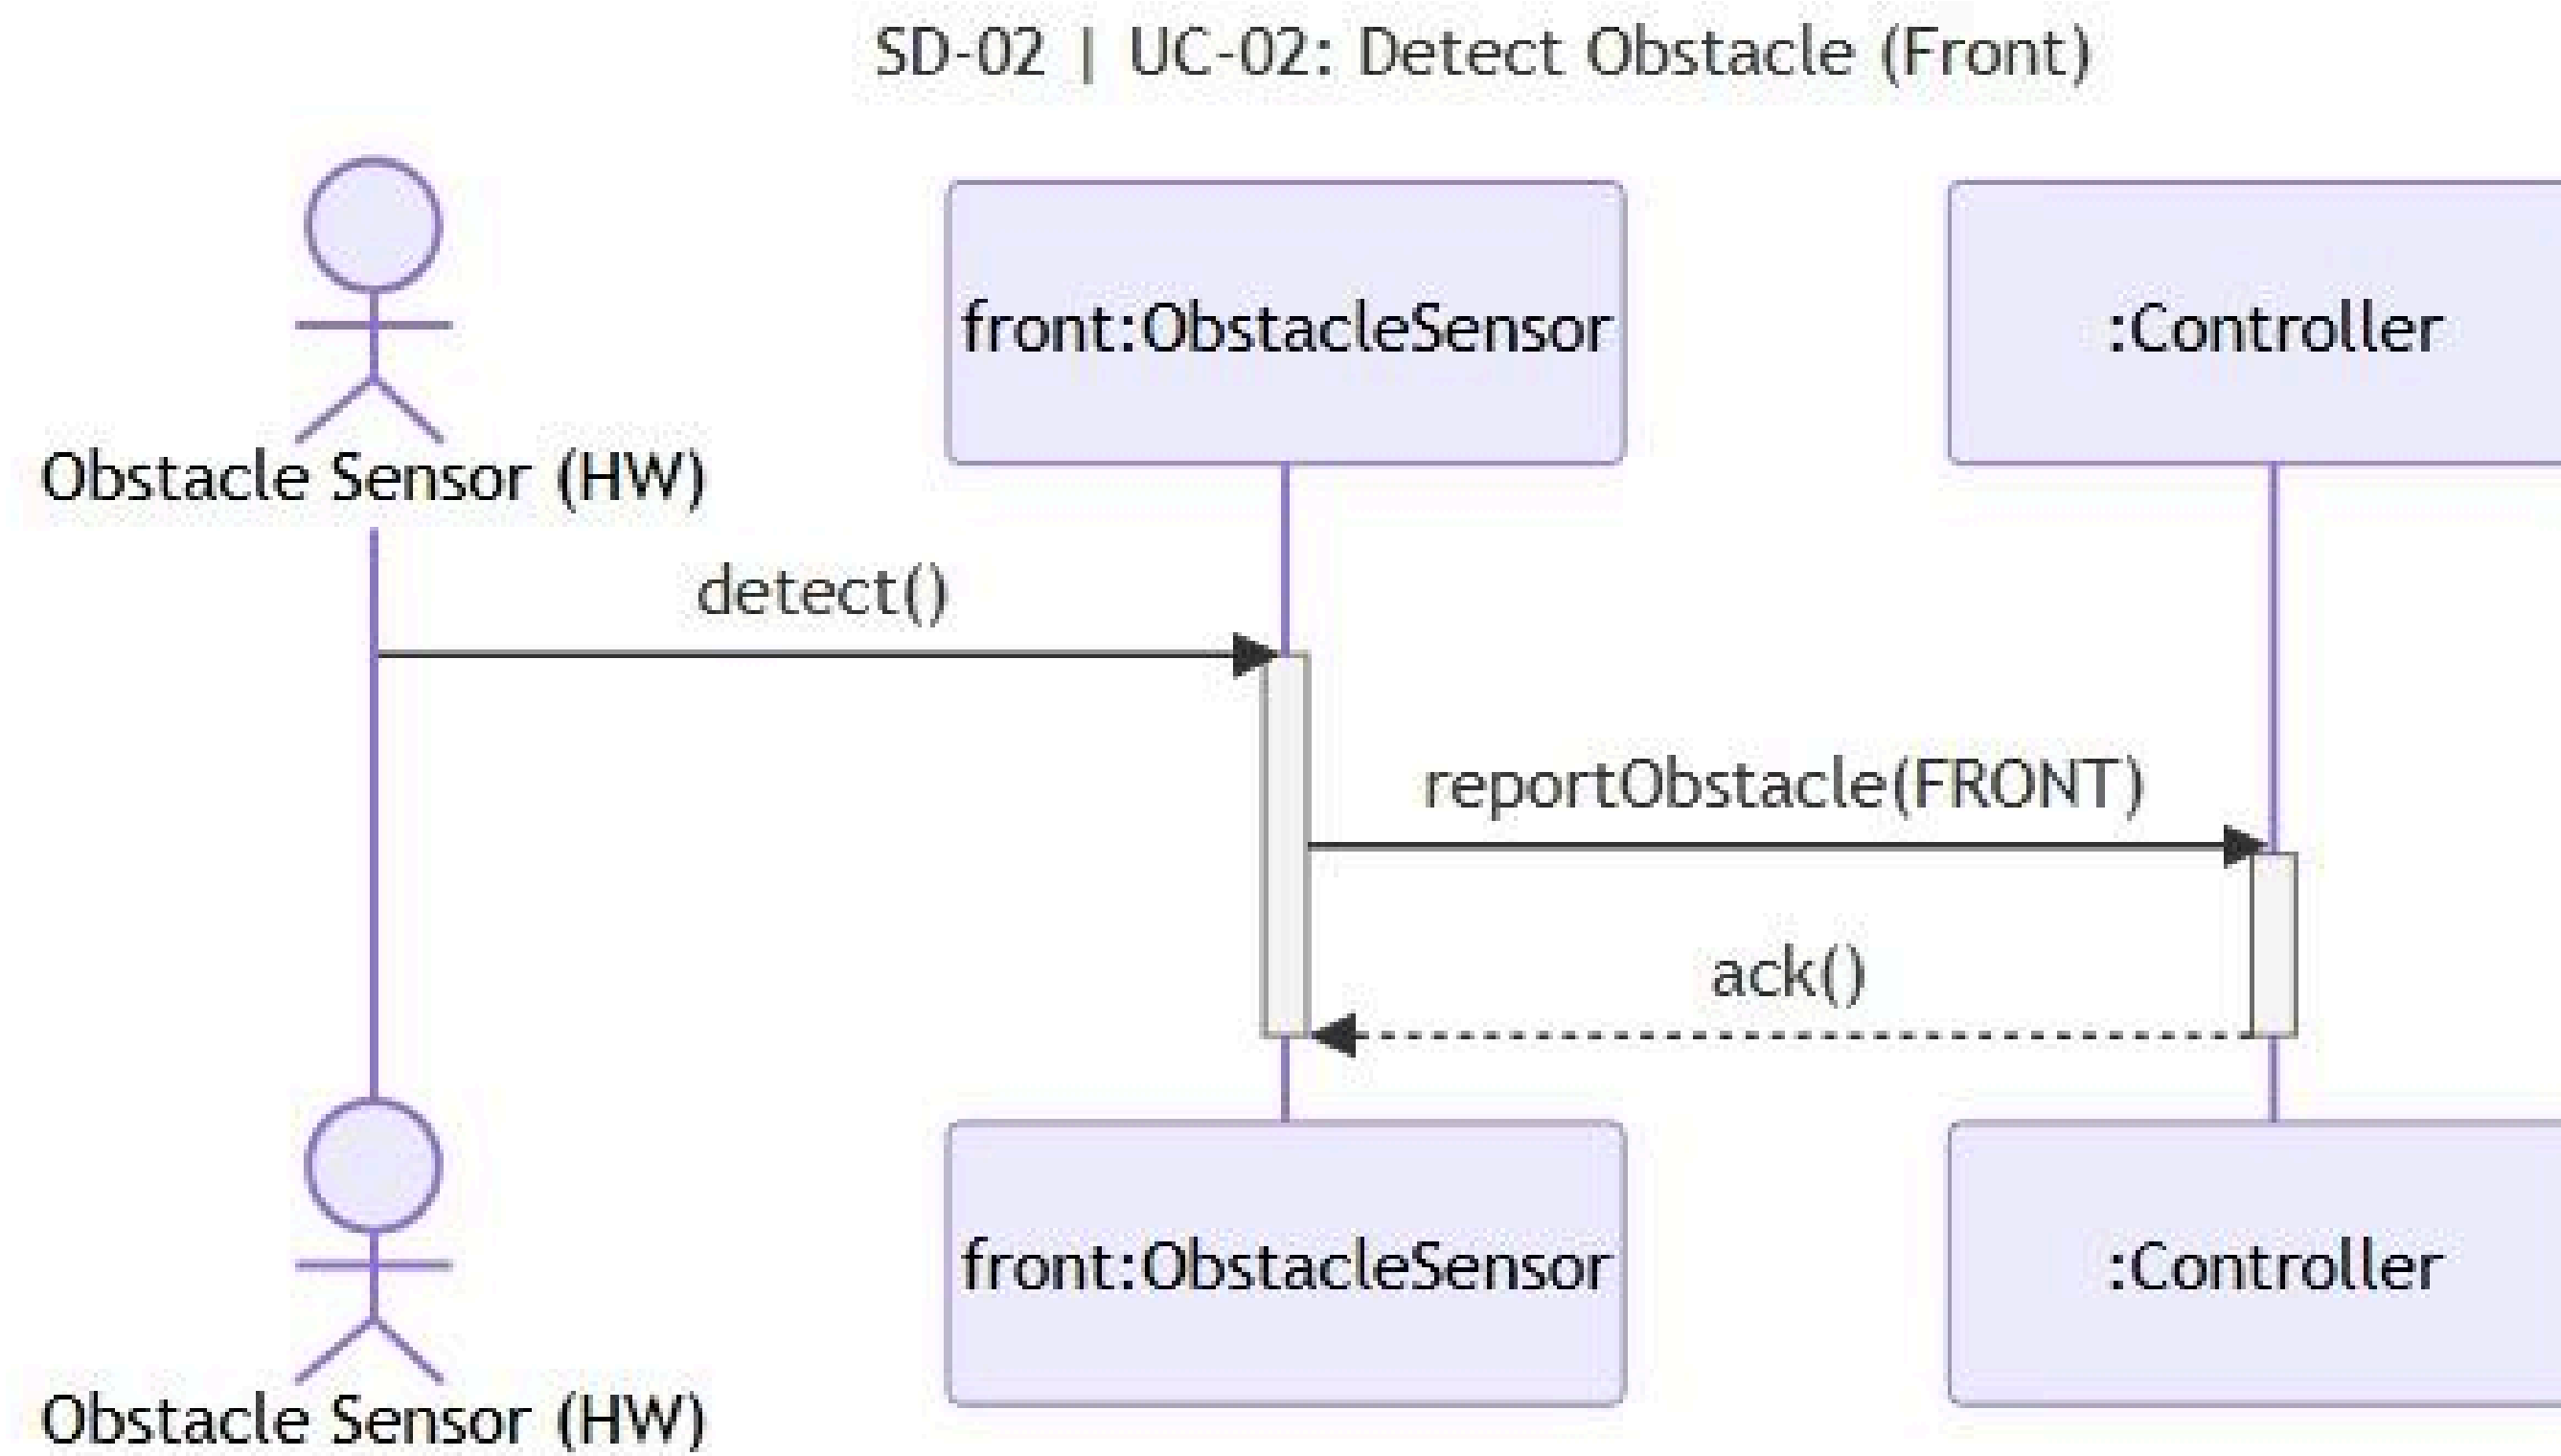 SD-02 | UC-02: Detect Obstacle (Front)
front:ObstacleSensor
:Controller
Obstacle Sensor (HW)
detect()
reportObstacle(FRONT)
ack()
front:ObstacleSensor
:Controller
Obstacle Sensor (HW)